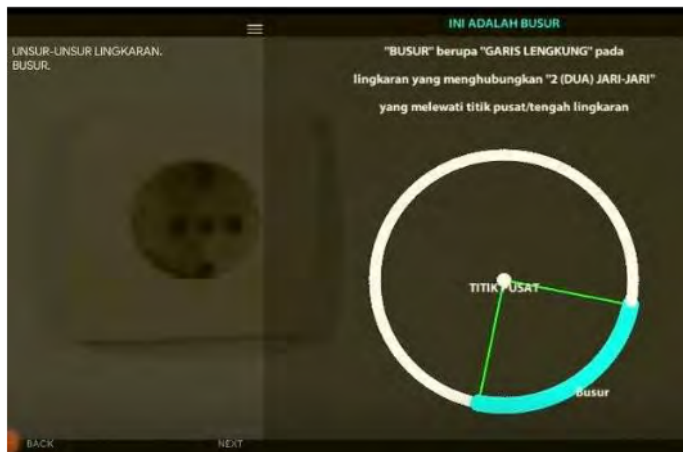 UNSUR-UNSUR LINGKARAN.
BUSUR.
INI ADALAH BUSUR
"BUSUR" berupa "GARIS LENGKUNG" pada
lingkaran yang menghubungkan "2 (DUA) JARI-JARI"
yang melewati titik pusat/tengah lingkaran
TITIK PUSAT
Busur
BACK
NEXT